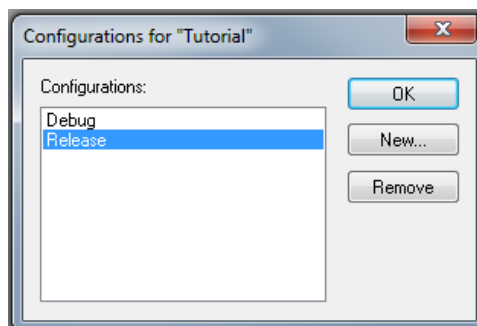 Configurations for "Tutorial"
Configurations:
Debug
Release
OK
New...
Remove